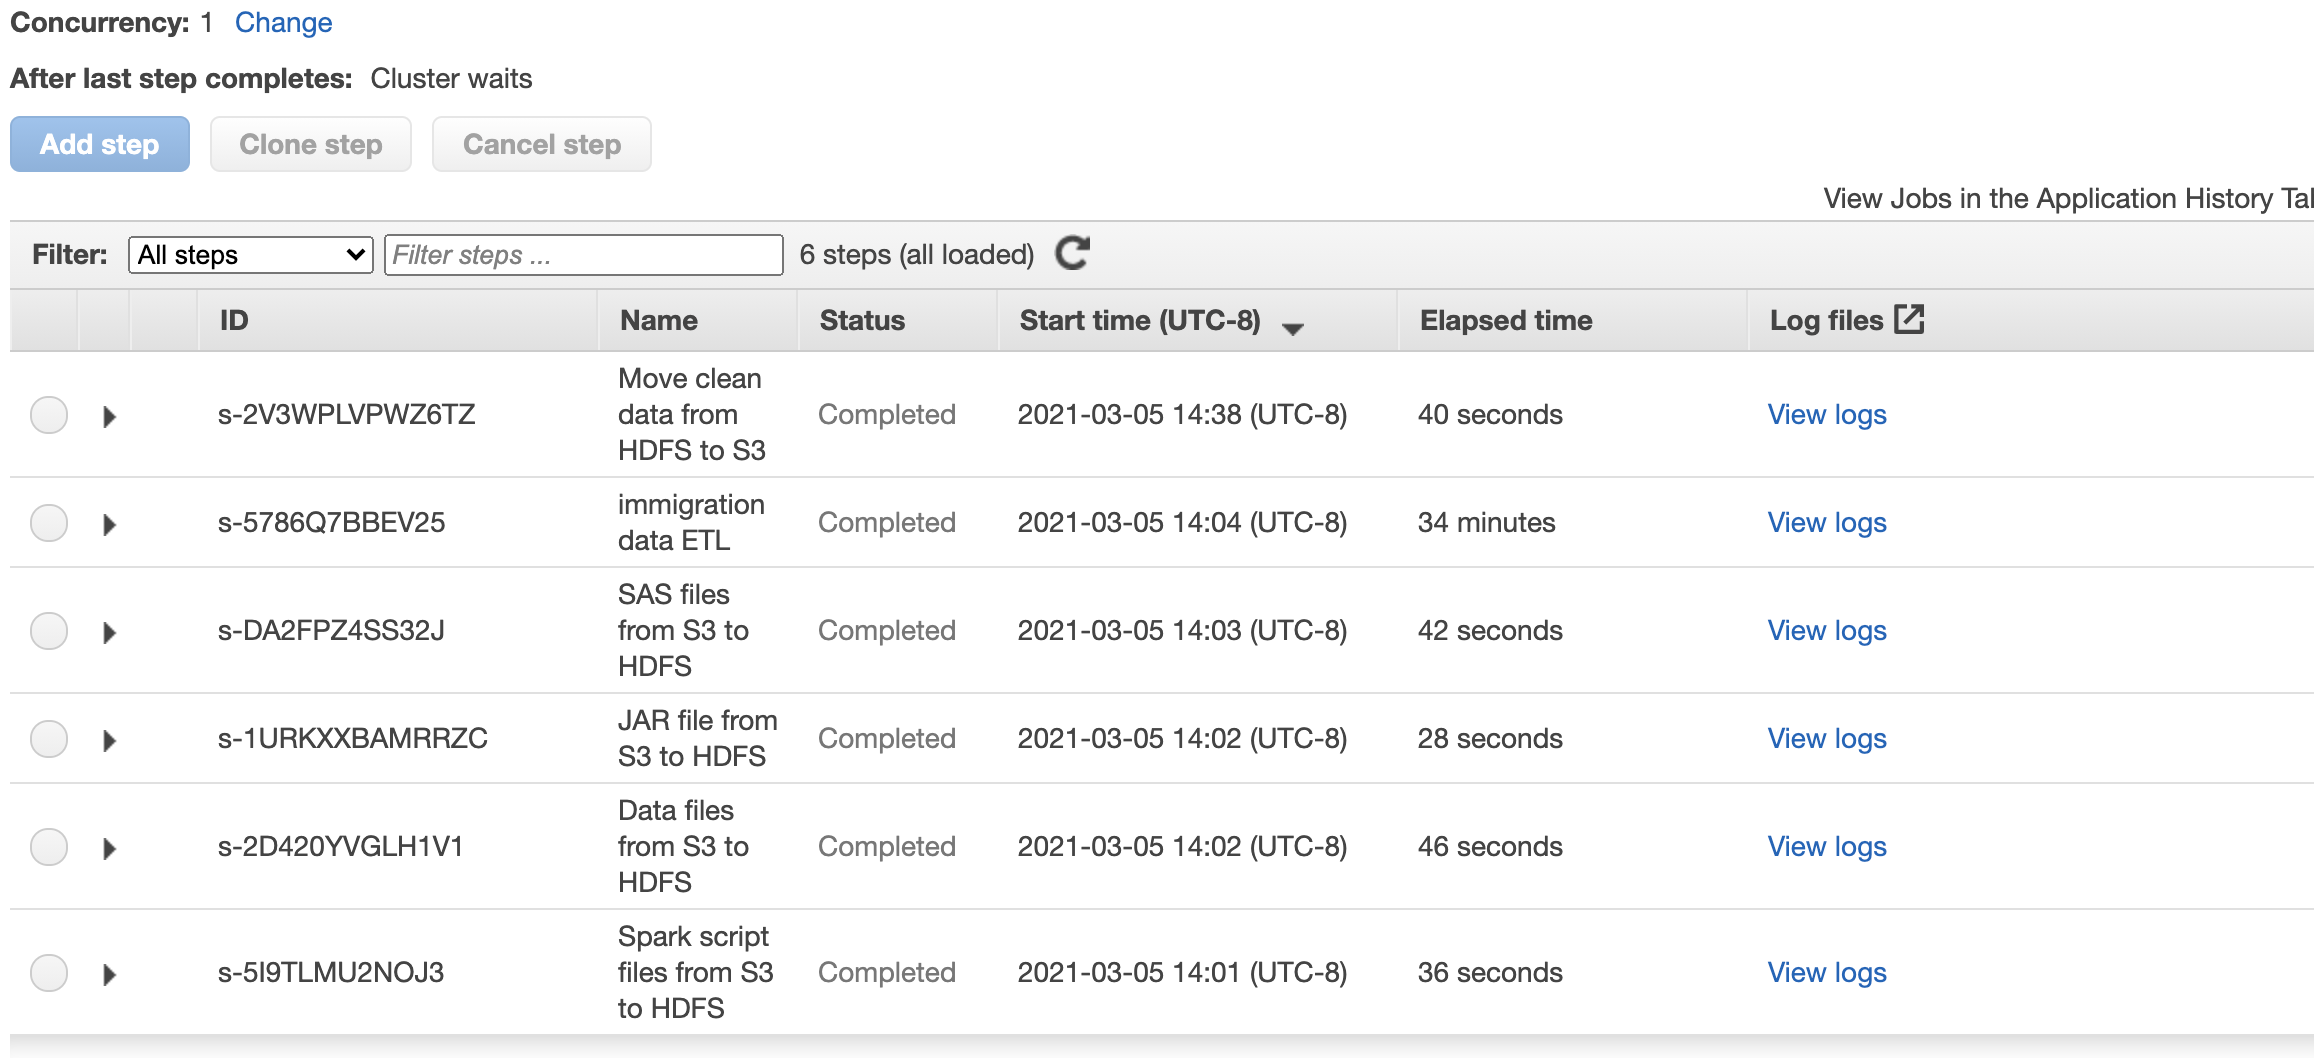 Concurrency: 1 Change
After last step completes: Cluster waits
Add step Clone step Cancel step
View Jobs in the Application History Tab
Filter: All steps Filter steps ... 6 steps (all loaded)
ID Name Status Start time (UTC-8) Elapsed time Log files
Move clean
data from
HDFS to S3
s-2V3WPLVPWZ6TZ Completed 2021-03-05 14:38 (UTC-8) 40 seconds View logs
immigration
data ETL
s-5786Q7BBEV25 Completed 2021-03-05 14:04 (UTC-8) 34 minutes View logs
SAS files
from S3 to
HDFS
s-DA2FPZ4SS32J Completed 2021-03-05 14:03 (UTC-8) 42 seconds View logs
JAR file from
S3 to HDFS
s-1URKXXBAMRRZC Completed 2021-03-05 14:02 (UTC-8) 28 seconds View logs
Data files
from S3 to
HDFS
s-2D420YVGLH1V1 Completed 2021-03-05 14:02 (UTC-8) 46 seconds View logs
Spark script
files from S3
to HDFS
s-5I9TLMU2NOJ3 Completed 2021-03-05 14:01 (UTC-8) 36 seconds View logs